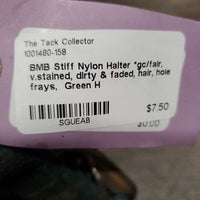 The Tack Collector
1001480-158
BMB Stiff Nylon Halter *gc/fair,
v.stained, dirty & faded, hair, hole
frays, Green H
$7.50
SGUEAB
$0.00